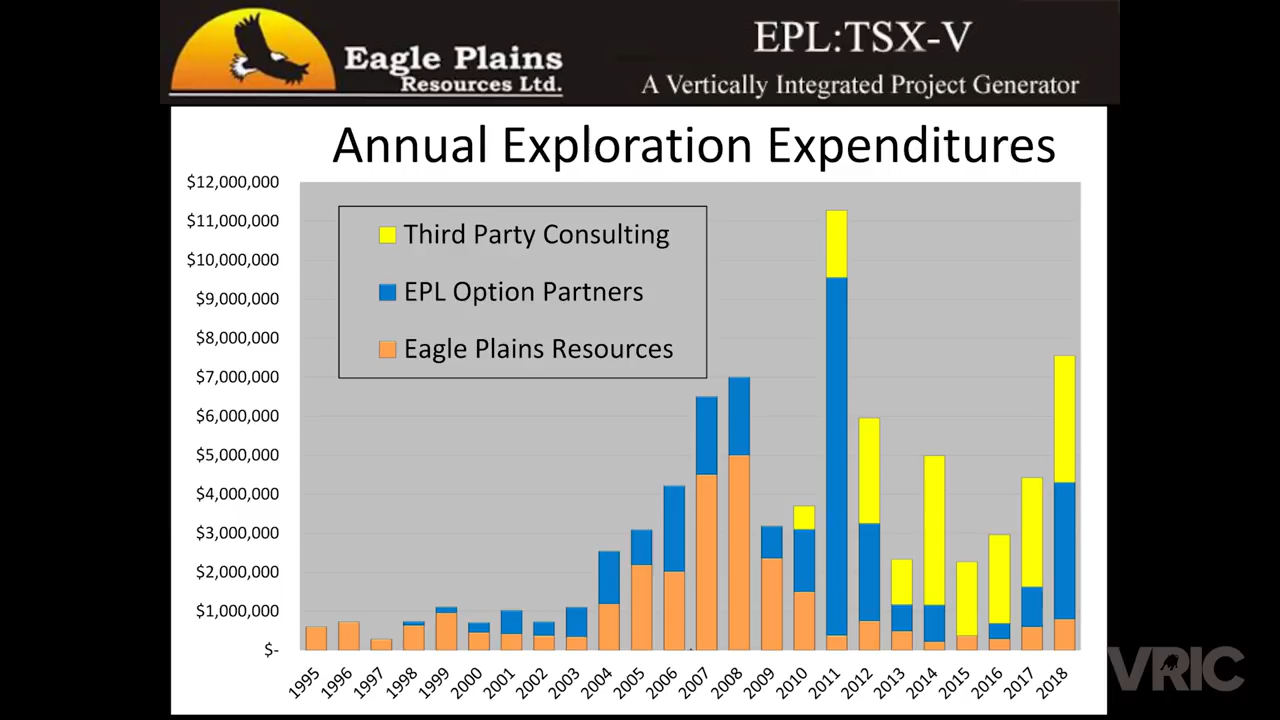 Eagle Plains
Resources Ltd.
EPL:TSX-V
A Vertically Integrated Project Generator
Annual Exploration Expenditures
$12,000,000
$11,000,000
$10,000,000
$9,000,000
$8,000,000
$7,000,000
$6,000,000
$5,000,000
$4,000,000
$3,000,000
$2,000,000
$1,000,000
$-
Third Party Consulting
EPL Option Partners
Eagle Plains Resources
1995 1996 1997 1998 1999 2000 2001 2002 2003 2004 2005 2006 2007 2008 2009 2010 2011 2012 2013 2014 2015 2016 2017 2018
VRIC